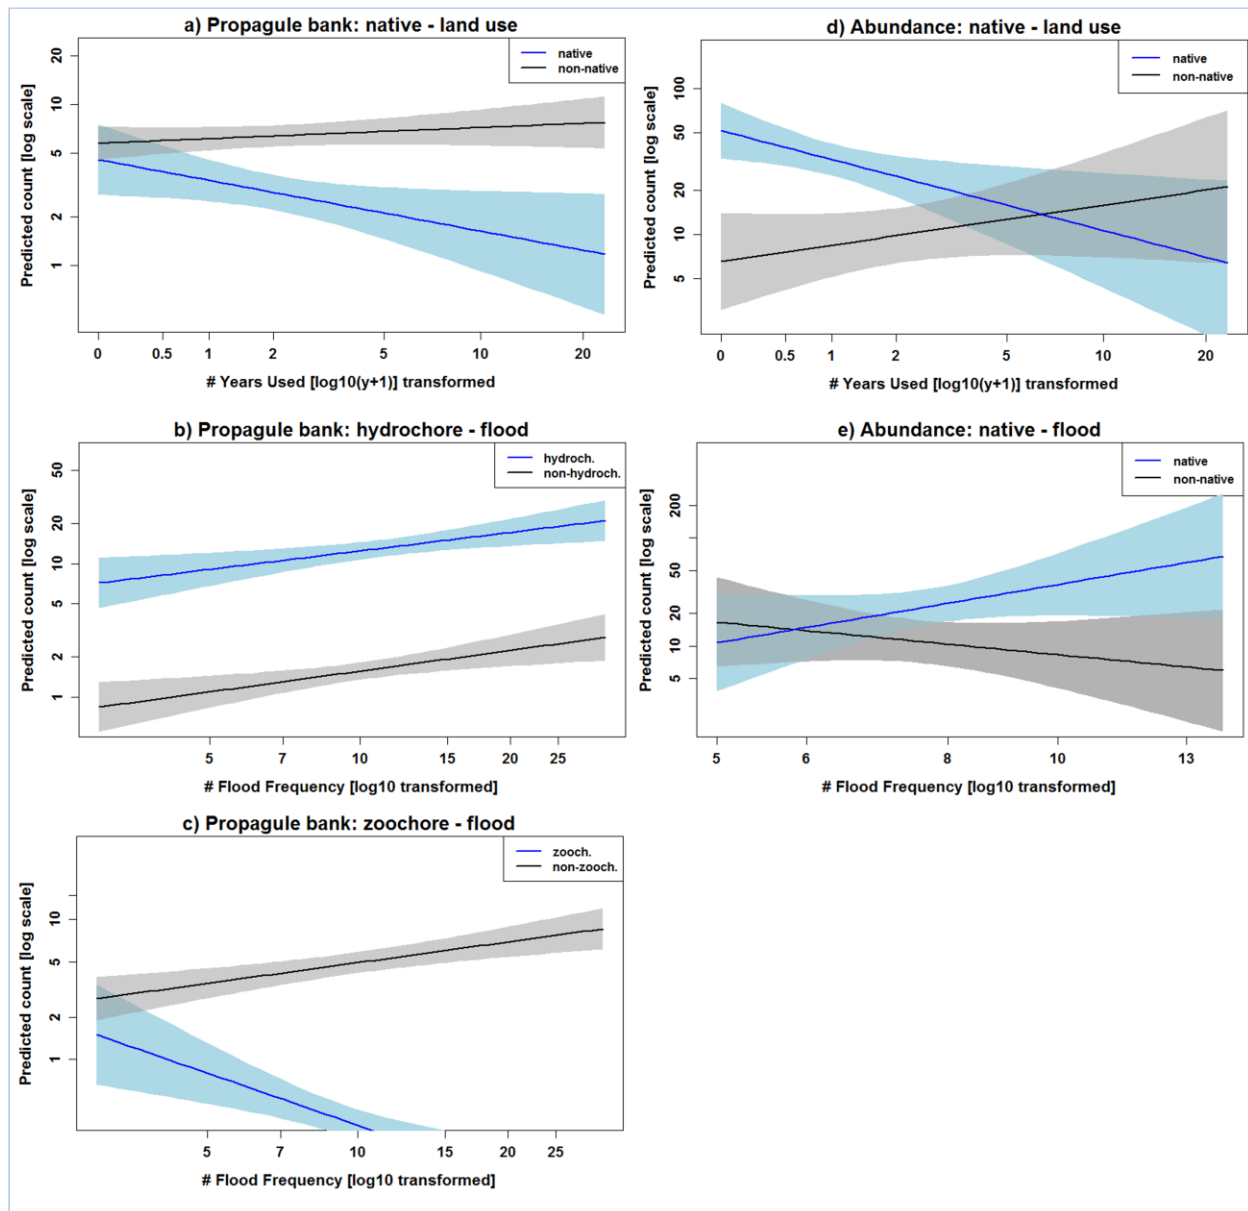 a) Propagule bank: native - land use
native
non-native
Predicted count [log scale]
20
10
5
2
1
0 0.5 1 2 5 10 20
# Years Used [log10(y+1)] transformed
d) Abundance: native - land use
native
non-native
Predicted count [log scale]
100
50
20
10
5
0 0.5 1 2 5 10 20
# Years Used [log10(y+1)] transformed
b) Propagule bank: hydrochore - flood
hydroch.
non-hydroch.
Predicted count [log scale]
50
20
10
5
2
1
5 7 10 15 20 25
# Flood Frequency [log10 transformed]
e) Abundance: native - flood
native
non-native
Predicted count [log scale]
200
50
20
10
5
5 6 8 10 13
# Flood Frequency [log10 transformed]
c) Propagule bank: zoochore - flood
zooch.
non-zooch.
Predicted count [log scale]
10
5
2
1
5 7 10 15 20 25
# Flood Frequency [log10 transformed]